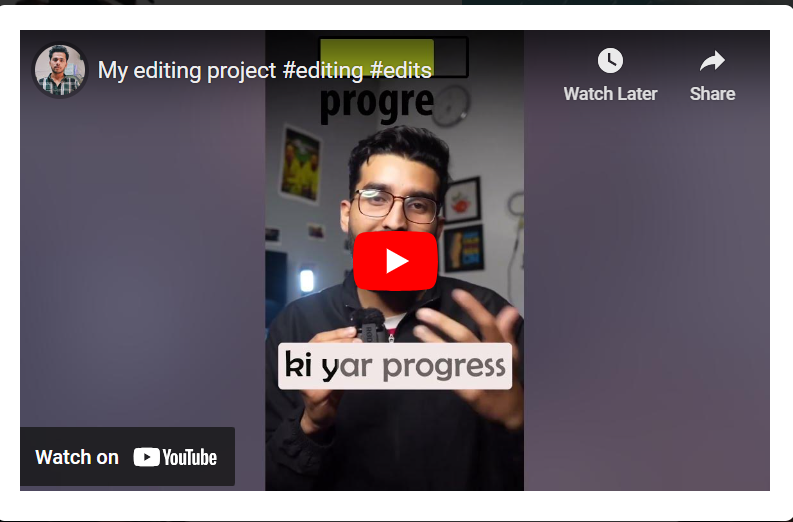 My editing project #editing #edits
progre
Watch Later
Share
ki yar progress
Watch on YouTube